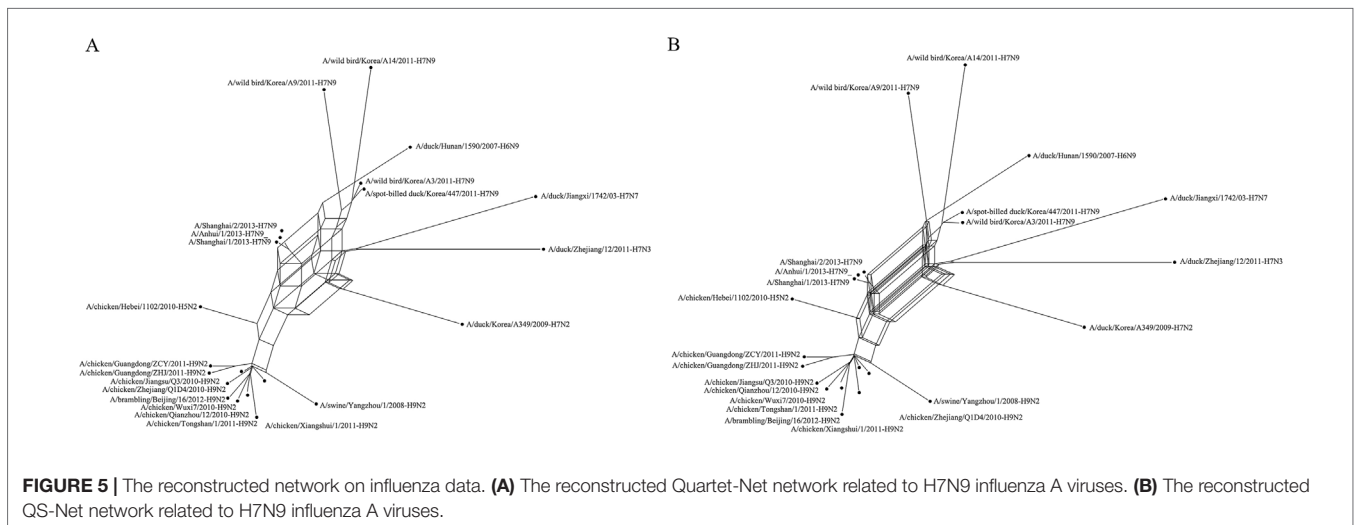 A
A/wild bird/Korea/A14/2011-H7N9
A/wild bird/Korea/A9/2011-H7N9
A/duck/Hunan/1590/2007-H6N9
A/wild bird/Korea/A3/2011-H7N9
A/spot-billed duck/Korea/447/2011-H7N9
A/duck/Jiangxi/1742/03-H7N7
A/Shanghai/2/2013-H7N9
A/Anhui/1/2013-H7N9_
A/Shanghai/1/2013-H7N9
A/duck/Zhejiang/12/2011-H7N3
A/chicken/Hebei/1102/2010-H5N2
A/duck/Korea/A349/2009-H7N2
A/chicken/Guangdong/ZCY/2011-H9N2
A/chicken/Guangdong/ZHJ/2011-H9N2
A/chicken/Jiangsu/Q3/2010-H9N2
A/chicken/Zhejiang/Q1D4/2010-H9N2
A/brambling/Beijing/16/2012-H9N2
A/chicken/Wuxi7/2010-H9N2
A/chicken/Qianzhou/12/2010-H9N2
A/chicken/Tongshan/1/2011-H9N2
A/swine/Yangzhou/1/2008-H9N2
A/chicken/Xiangshui/1/2011-H9N2
B
A/wild bird/Korea/A14/2011-H7N9
A/wild bird/Korea/A9/2011-H7N9
A/duck/Hunan/1590/2007-H6N9
A/duck/Jiangxi/1742/03-H7N7
A/spot-billed duck/Korea/447/2011-H7N9
A/wild bird/Korea/A3/2011-H7N9
A/Shanghai/2/2013-H7N9
A/Anhui/1/2013-H7N9_
A/Shanghai/1/2013-H7N9
A/duck/Zhejiang/12/2011-H7N3
A/chicken/Hebei/1102/2010-H5N2
A/duck/Korea/A349/2009-H7N2
A/chicken/Guangdong/ZCY/2011-H9N2
A/chicken/Guangdong/ZHJ/2011-H9N2
A/chicken/Jiangsu/Q3/2010-H9N2
A/chicken/Qianzhou/12/2010-H9N2
A/chicken/Wuxi7/2010-H9N2
A/chicken/Tongshan/1/2011-H9N2
A/brambling/Beijing/16/2012-H9N2
A/chicken/Xiangshui/1/2011-H9N2
A/swine/Yangzhou/1/2008-H9N2
A/chicken/Zhejiang/Q1D4/2010-H9N2
FIGURE 5 | The reconstructed network on influenza data. (A) The reconstructed Quartet-Net network related to H7N9 influenza A viruses. (B) The reconstructed
QS-Net network related to H7N9 influenza A viruses.